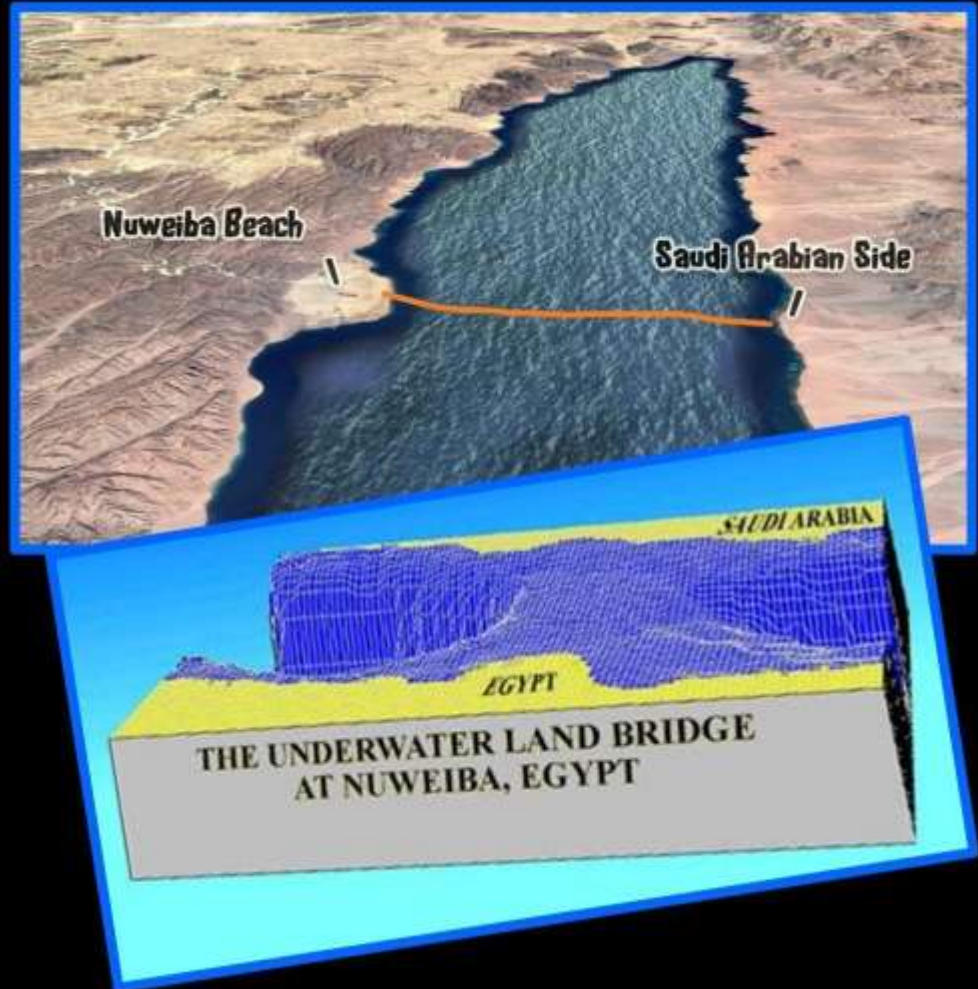 Nuweiba Beach
Saudi Arabian Side
SAUDI ARABIA
EGYPT
THE UNDERWATER LAND BRIDGE
AT NUWEIBA, EGYPT